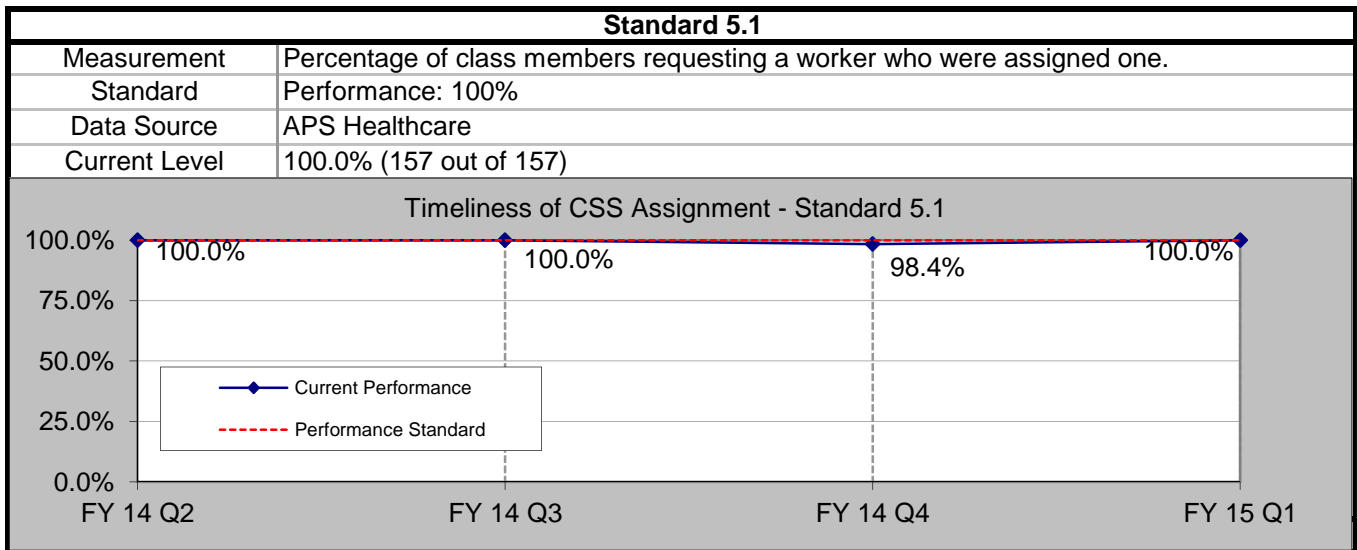 Standard 5.1
Measurement Percentage of class members requesting a worker who were assigned one.
Standard Performance: 100%
Data Source APS Healthcare
Current Level 100.0% (157 out of 157)
Timeliness of CSS Assignment - Standard 5.1
100.0%
75.0%
50.0%
25.0%
0.0%
100.0%
100.0%
98.4%
100.0%
Current Performance
Performance Standard
FY 14 Q2 FY 14 Q3 FY 14 Q4 FY 15 Q1